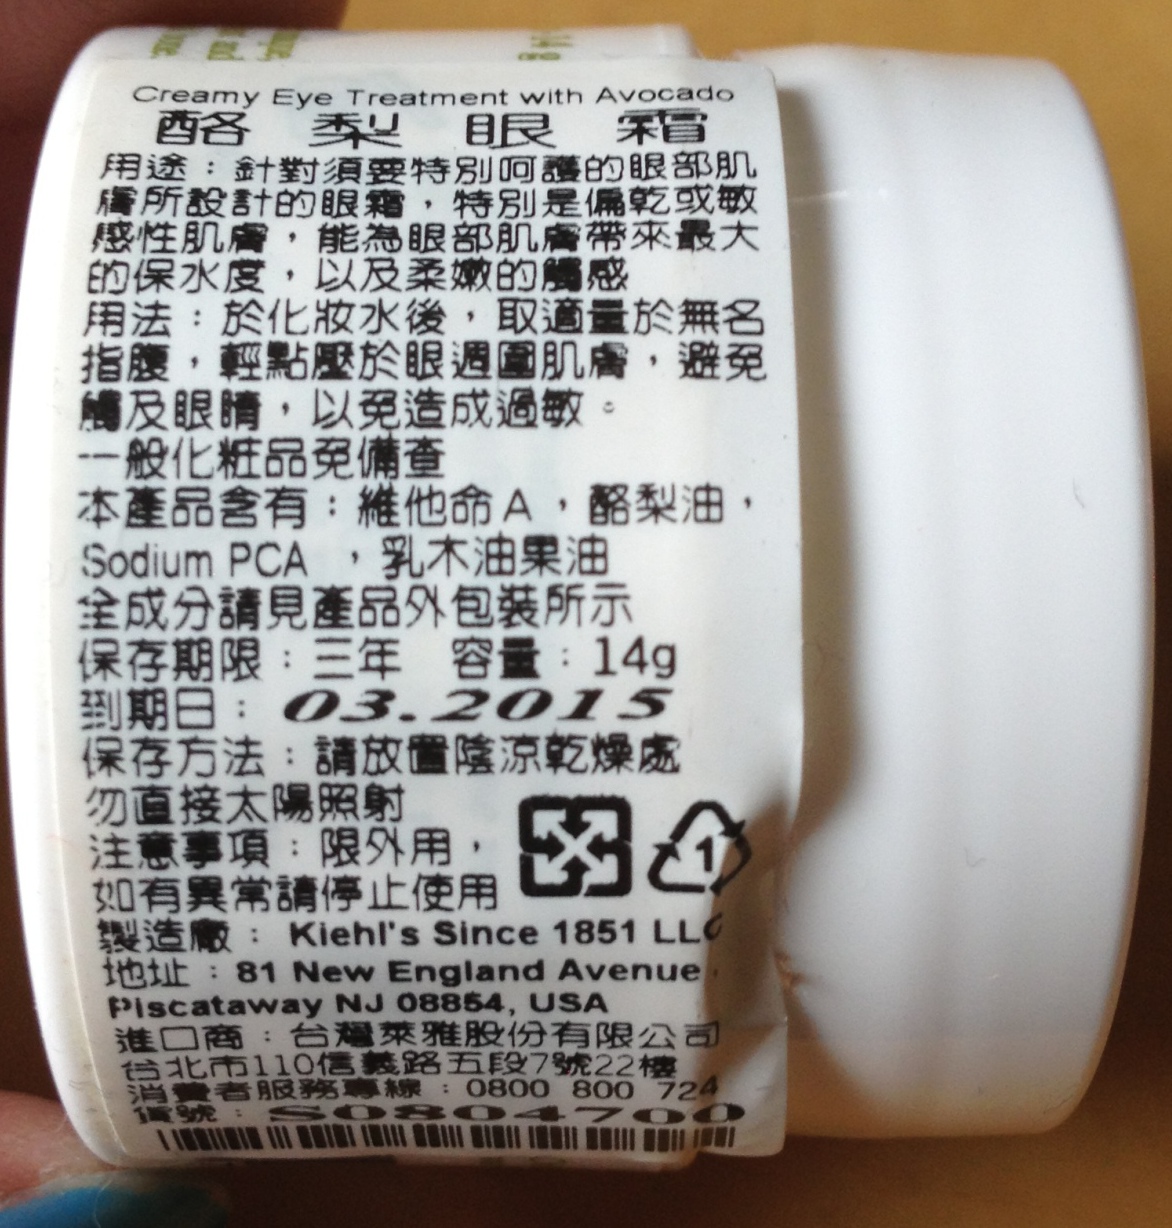 Creamy Eye Treatment with Avocado
酪梨眼霜
用途：針對須要特別呵護的眼部肌
膚所設計的眼霜，特別是偏乾或敏
感性肌膚，能為眼部肌膚帶來最大
的保水度，以及柔嫩的觸感
用法：於化妝水後，取適量於無名
指腹，輕點壓於眼週圍肌膚，避免
觸及眼睛，以免造成過敏。
一般化粧品免備查
本產品含有：維他命A，酪梨油，
Sodium PCA ，乳木油果油
全成分請見產品外包裝所示
保存期限：三年 容量：14g
到期日：03.2015
保存方法：請放置陰涼乾燥處
勿直接太陽照射
注意事項：限外用，
如有異常請停止使用
1
製造廠：Kiehl's Since 1851 LLC
地址：81 New England Avenue,
Piscataway NJ 08854, USA
進口商：台灣萊雅股份有限公司
台北市110信義路五段7號22樓
消費者服務專線：0800 800 724
貨號：S0804700